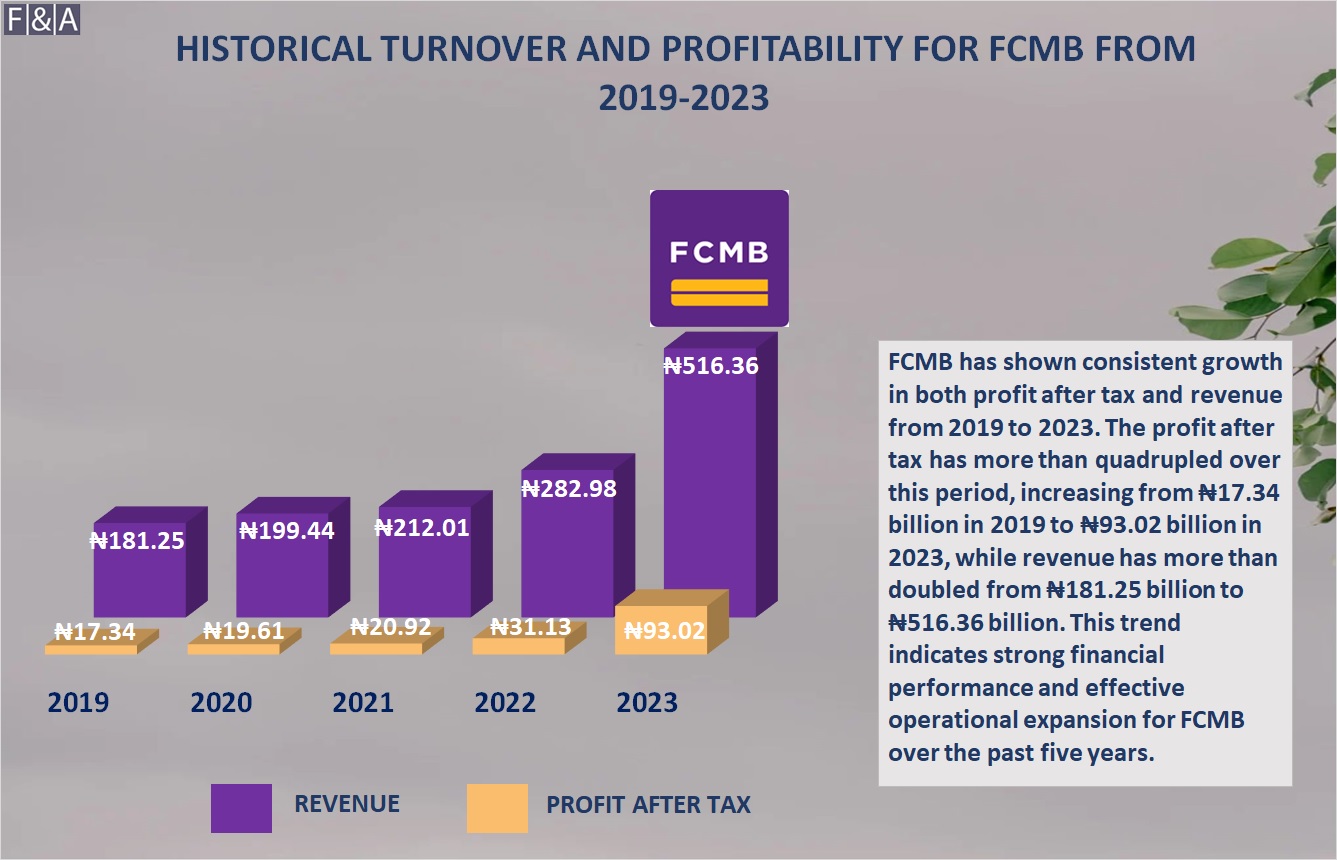 F&A
HISTORICAL TURNOVER AND PROFITABILITY FOR FCMB FROM
2019-2023
FCMB
₦516.36
₦282.98
₦212.01
₦199.44
₦181.25
₦17.34
₦19.61
₦20.92
₦31.13
₦93.02
2019
2020
2021
2022
2023
REVENUE
PROFIT AFTER TAX
FCMB has shown consistent growth
in both profit after tax and revenue
from 2019 to 2023. The profit after
tax has more than quadrupled over
this period, increasing from ₦17.34
billion in 2019 to ₦93.02 billion in
2023, while revenue has more than
doubled from ₦181.25 billion to
₦516.36 billion. This trend
indicates strong financial
performance and effective
operational expansion for FCMB
over the past five years.